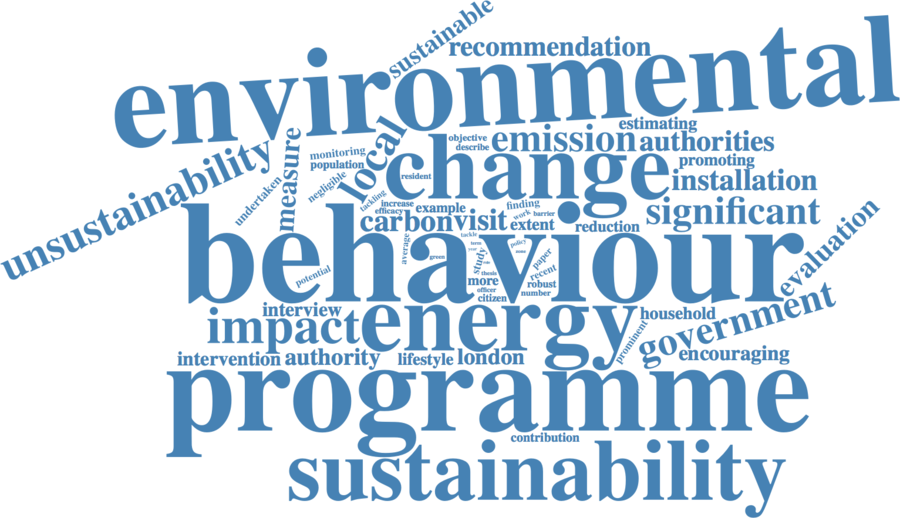 sustainable
recommendation
environmental
estimating
objective
describe
emission
authorities
unsustainability
measure
monitoring
population
local
change
promoting
resident
installation
undertaken
negligible
tackling
increase
efficacy
example
finding
work
barrier
significant
carbon
visit
extent
reduction
behaviour
evaluation
average
tackle
term
policy
green
study
paper
recent
thesis
more
robust
officer
citizen
number
potential
interview
household
impact
energy
government
prominent
intervention
authority
lifestyle
london
encouraging
programme
contribution
sustainability